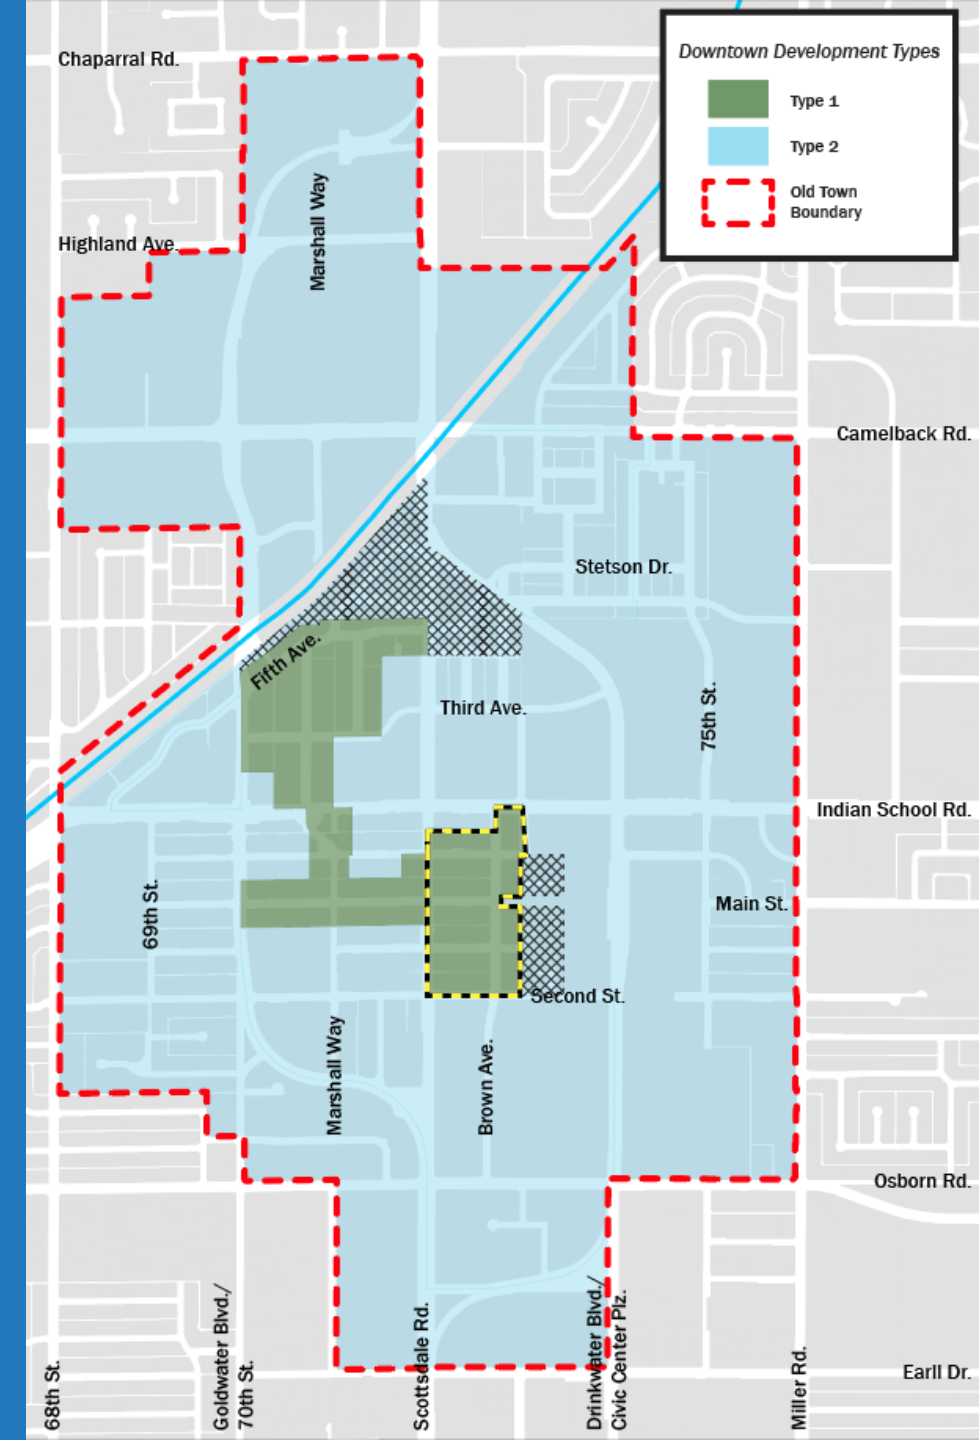 Downtown Development Types
Type 1
Type 2
Old Town
Boundary
Chaparral Rd.
Marshall Way
Highland Ave.
Camelback Rd.
Stetson Dr.
Fifth Ave.
Third Ave.
75th St.
Indian School Rd.
69th St.
Main St.
Second St.
Marshall Way
Brown Ave.
Osborn Rd.
68th St.
Goldwater Blvd./
70th St.
Scottsdale Rd.
Drinkwater Blvd./
Civic Center Plz.
Miller Rd.
Earll Dr.